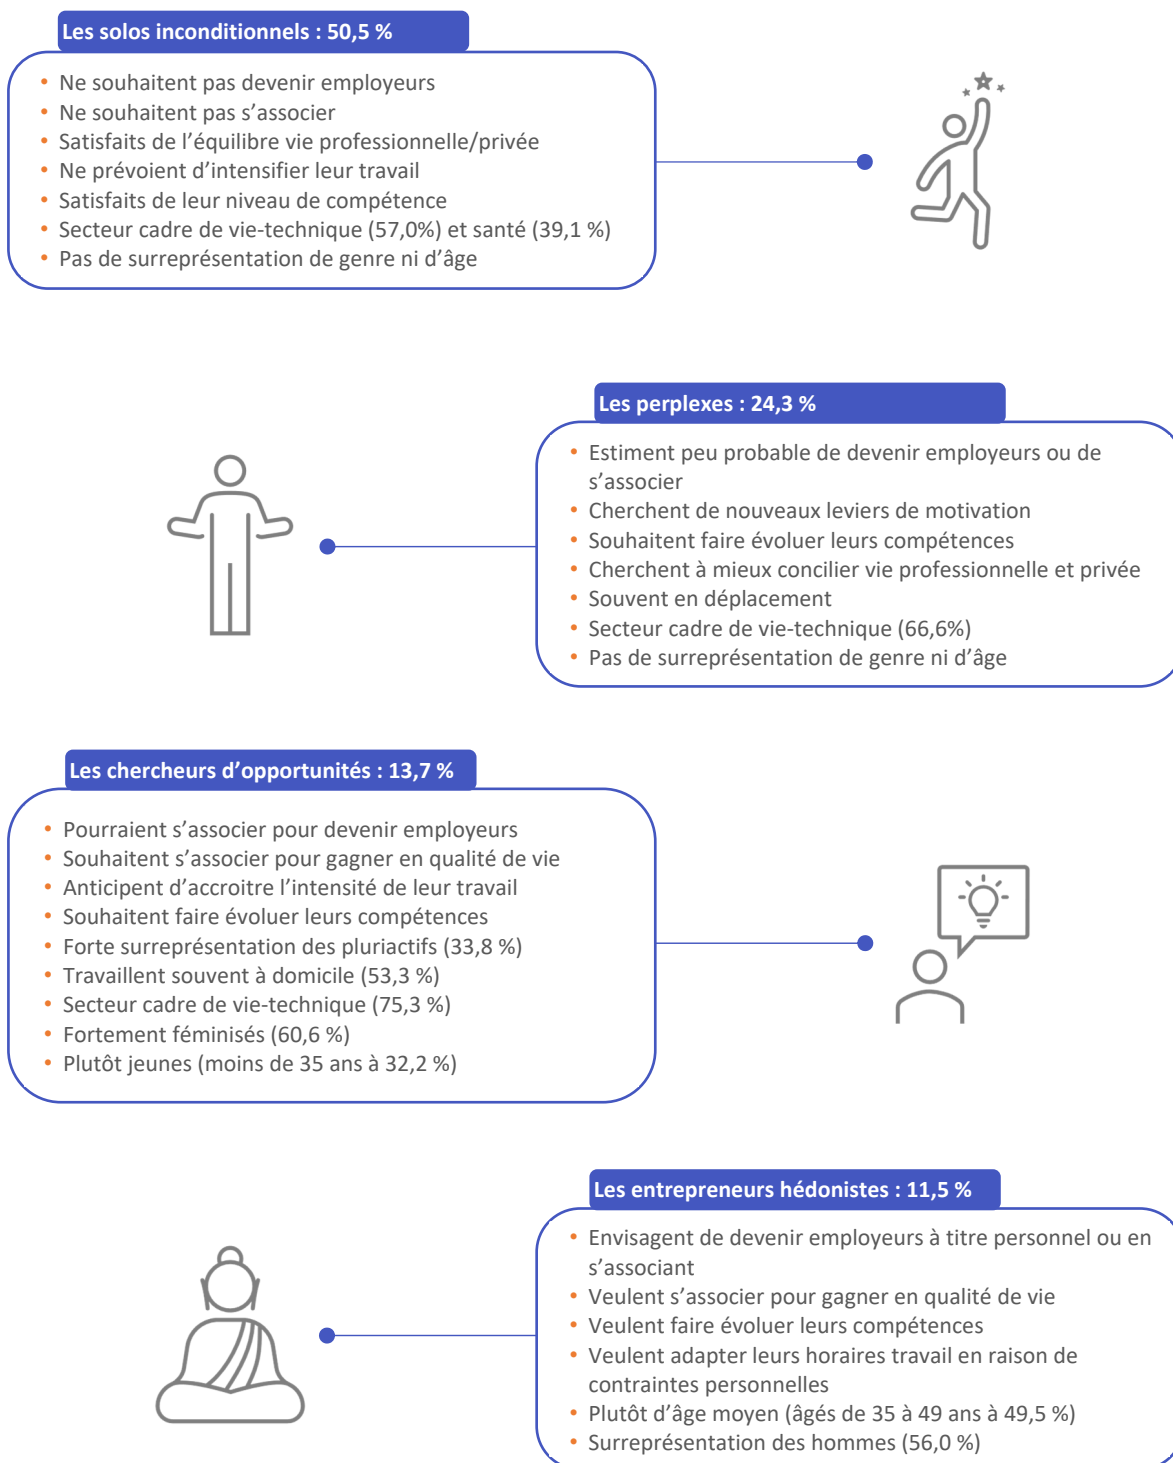 Les solos inconditionnels : 50,5 %
• Ne souhaitent pas devenir employeurs
• Ne souhaitent pas s’associer
• Satisfaits de l’équilibre vie professionnelle/privée
• Ne prévoient d’intensifier leur travail
• Satisfaits de leur niveau de compétence
• Secteur cadre de vie-technique (57,0%) et santé (39,1 %)
• Pas de surreprésentation de genre ni d’âge
Les perplexes : 24,3 %
• Estiment peu probable de devenir employeurs ou de
s’associer
• Cherchent de nouveaux leviers de motivation
• Souhaitent faire évoluer leurs compétences
• Cherchent à mieux concilier vie professionnelle et privée
• Souvent en déplacement
• Secteur cadre de vie-technique (66,6%)
• Pas de surreprésentation de genre ni d’âge
Les chercheurs d’opportunités : 13,7 %
• Pourraient s’associer pour devenir employeurs
• Souhaitent s’associer pour gagner en qualité de vie
• Anticipent d’accroitre l’intensité de leur travail
• Souhaitent faire évoluer leurs compétences
• Forte surreprésentation des pluriactifs (33,8 %)
• Travaillent souvent à domicile (53,3 %)
• Secteur cadre de vie-technique (75,3 %)
• Fortement féminisés (60,6 %)
• Plutôt jeunes (moins de 35 ans à 32,2 %)
Les entrepreneurs hédonistes : 11,5 %
• Envisagent de devenir employeurs à titre personnel ou en
s’associant
• Veulent s’associer pour gagner en qualité de vie
• Veulent faire évoluer leurs compétences
• Veulent adapter leurs horaires travail en raison de
contraintes personnelles
• Plutôt d’âge moyen (âgés de 35 à 49 ans à 49,5 %)
• Surreprésentation des hommes (56,0 %)